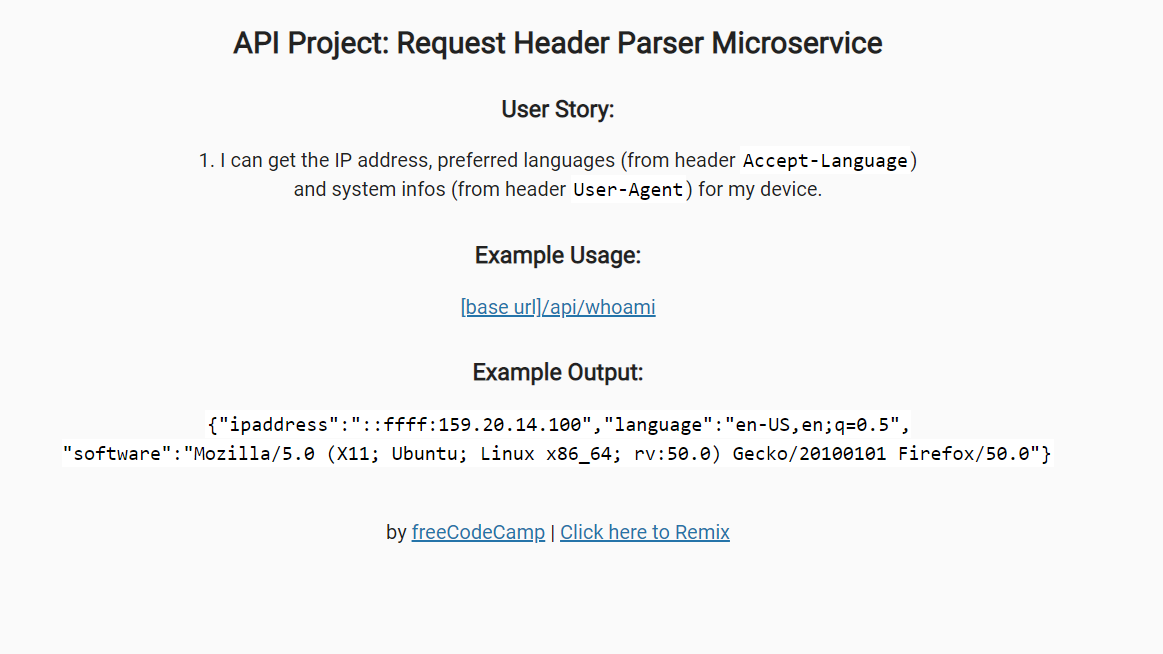 API Project: Request Header Parser Microservice
User Story:
1. I can get the IP address, preferred languages (from header Accept-Language)
and system infos (from header User-Agent) for my device.
Example Usage:
[base url]/api/whoami
Example Output:
{"ipaddress":"::ffff:159.20.14.100","language":"en-US,en;q=0.5",
"software":"Mozilla/5.0 (X11; Ubuntu; Linux x86_64; rv:50.0) Gecko/20100101 Firefox/50.0"}
by freeCodeCamp | Click here to Remix